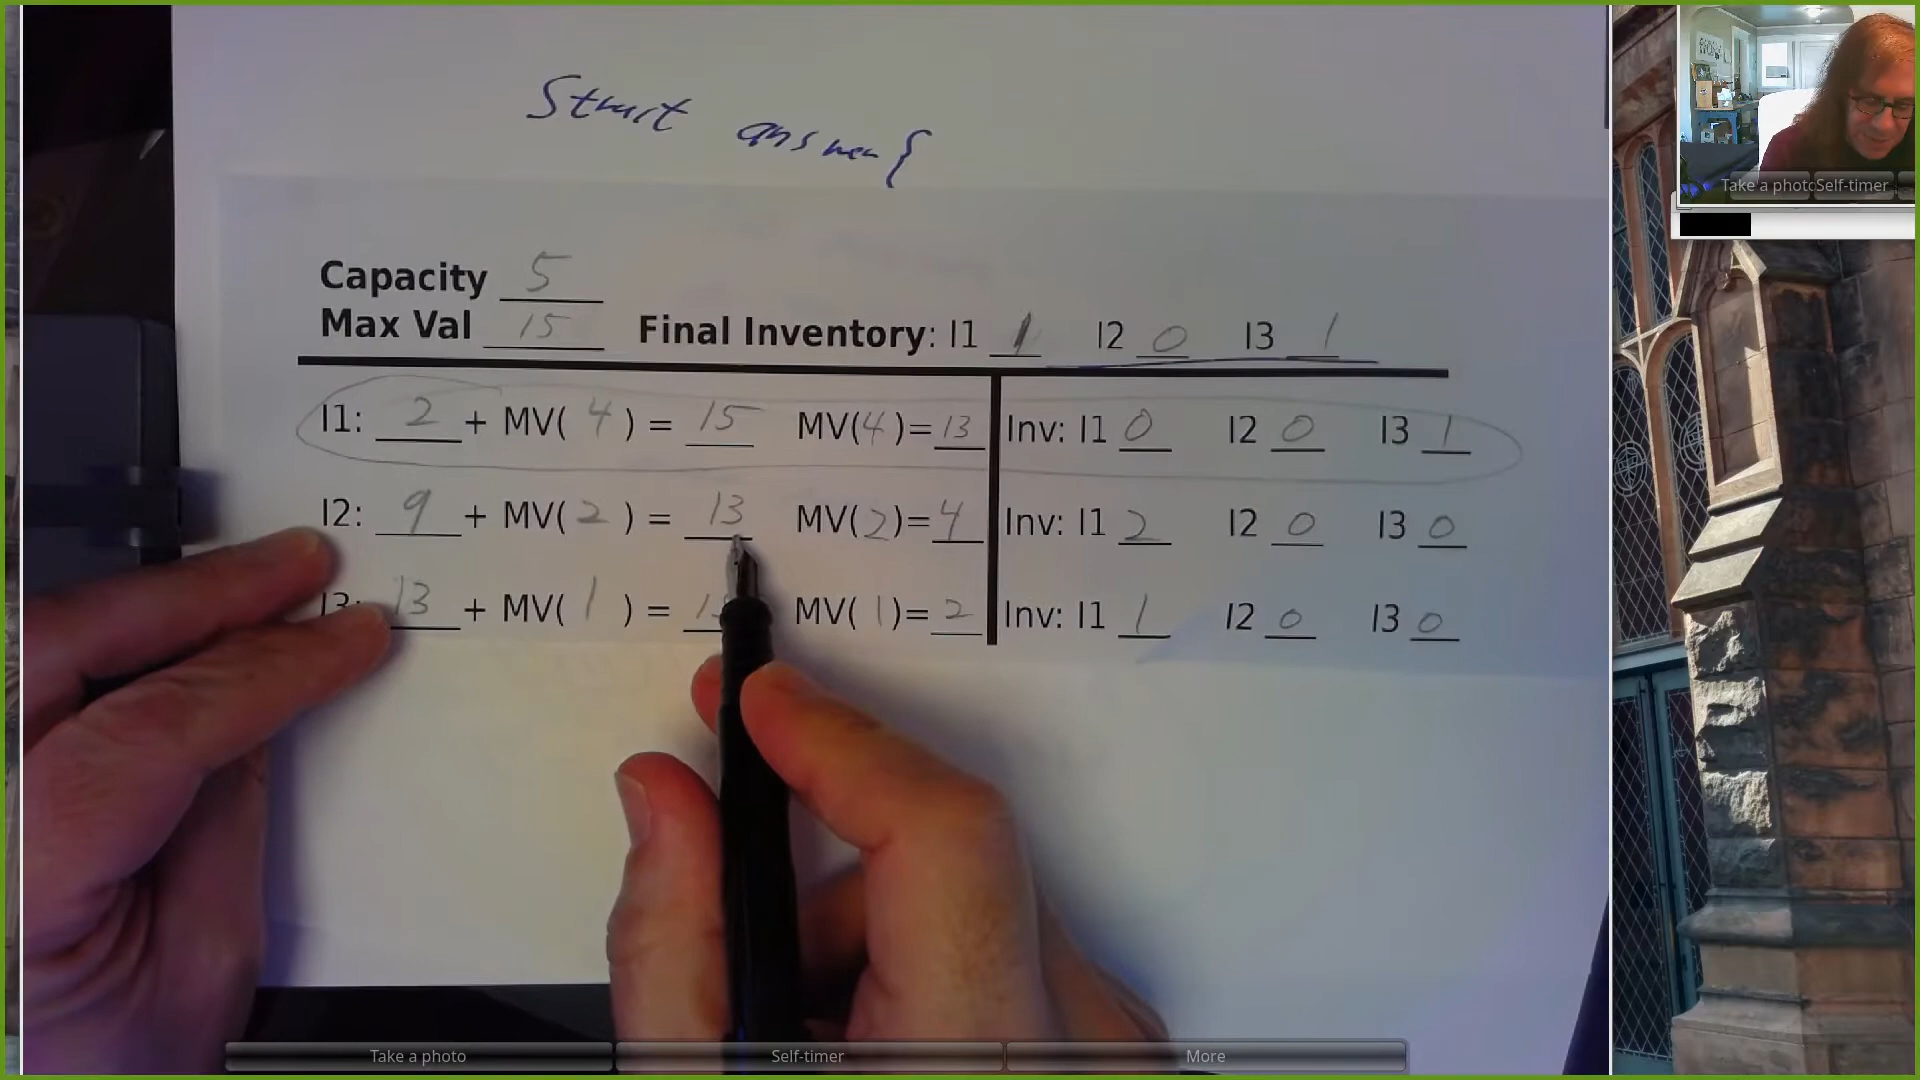 Struct answer {
Capacity 5
Max Val 15 Final Inventory: I1 1 I2 0 I3 1
I1: 2 + MV( 4 ) = 15 MV(4)=13 Inv: I1 0 I2 0 I3 1
I2: 9 + MV( 2 ) = 13 MV(2)=4 Inv: I1 2 I2 0 I3 0
I3: 13 + MV( 1 ) = MV( 1 )=2 Inv: I1 1 I2 0 I3 0
Take a photo Self-timer More
Take a photo Self-timer